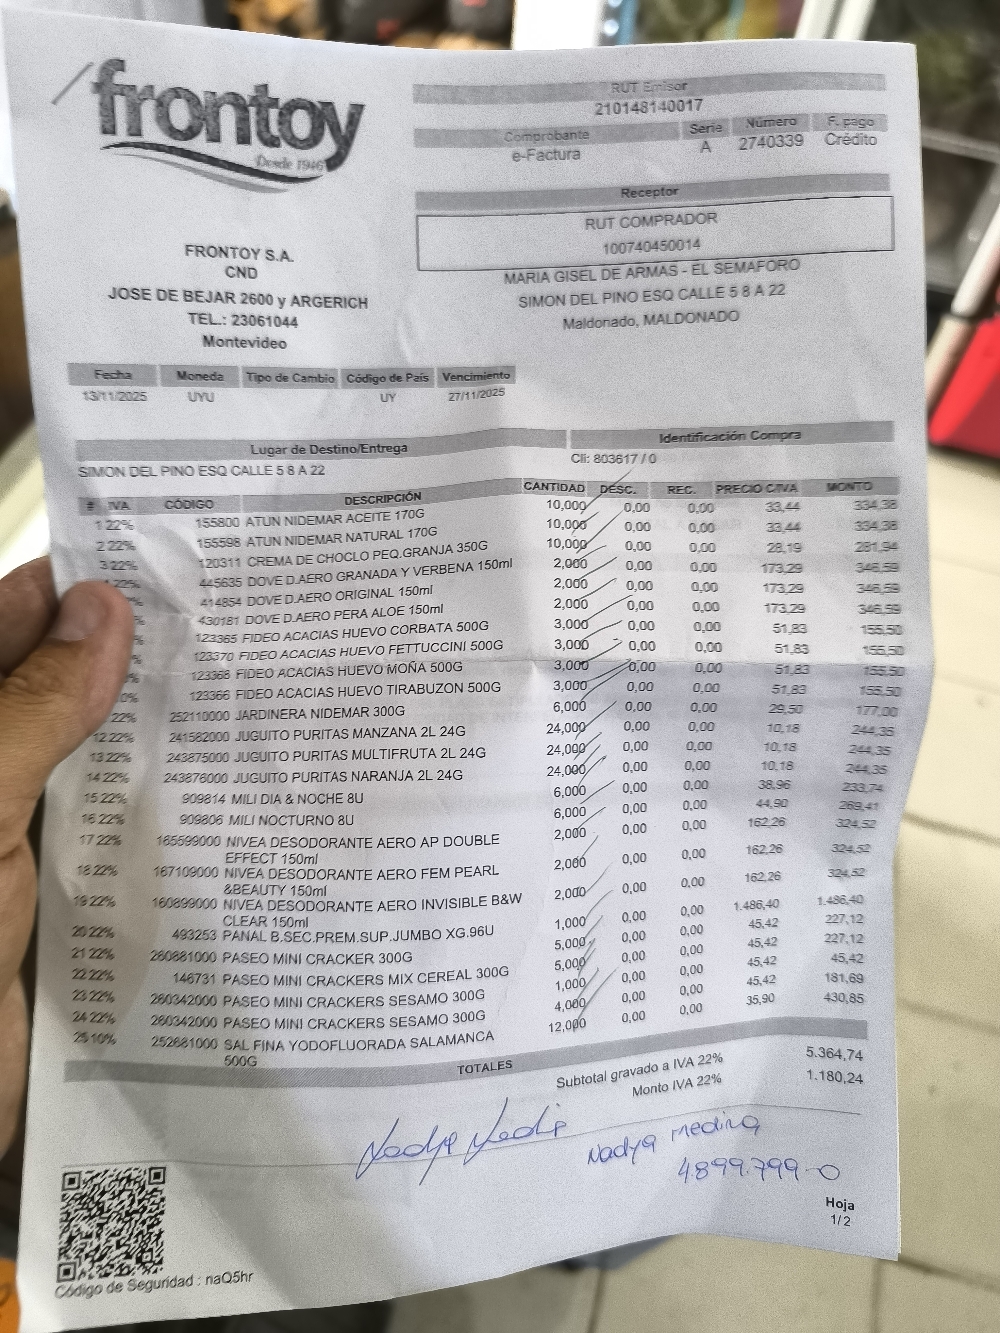 frontoy
Desde 1946
RUT Emisor
210148140017
Comprobante Serie Número F. pago
e-Factura A 2740339 Crédito
Receptor
RUT COMPRADOR
100740450014
MARIA GISEL DE ARMAS - EL SEMAFORO
SIMON DEL PINO ESQ CALLE 5 8 A 22
Maldonado, MALDONADO
FRONTOY S.A.
CND
JOSE DE BEJAR 2600 y ARGERICH
TEL.: 23061044
Montevideo
Fecha Moneda Tipo de Cambio Código de País Vencimiento
13/11/2025 UYU UY 27/11/2025
Lugar de Destino/Entrega
SIMON DEL PINO ESQ CALLE 5 8 A 22
Identificación Compra
Cli: 803617 / 0
# IVA CÓDIGO DESCRIPCIÓN CANTIDAD DESC. REC. PRECIO C/IVA MONTO
1 22% 155800 ATUN NIDEMAR ACEITE 170G 10,000 0,00 0,00 33,44 334,38
2 22% 155598 ATUN NIDEMAR NATURAL 170G 10,000 0,00 0,00 33,44 334,38
3 22% 120311 CREMA DE CHOCLO PEQ.GRANJA 350G 10,000 0,00 0,00 28,19 281,94
22% 445635 DOVE D.AERO GRANADA Y VERBENA 150ml 2,000 0,00 0,00 173,29 346,59
% 414854 DOVE D.AERO ORIGINAL 150ml 2,000 0,00 0,00 173,29 346,59
% 430181 DOVE D.AERO PERA ALOE 150ml 2,000 0,00 0,00 173,29 346,59
% 123365 FIDEO ACACIAS HUEVO CORBATA 500G 3,000 0,00 0,00 51,83 155,50
% 123370 FIDEO ACACIAS HUEVO FETTUCCINI 500G 3,000 0,00 0,00 51,83 155,50
% 123368 FIDEO ACACIAS HUEVO MOÑA 500G 3,000 0,00 0,00 51,83 155,50
0% 123366 FIDEO ACACIAS HUEVO TIRABUZON 500G 3,000 0,00 0,00 51,83 155,50
22% 252110000 JARDINERA NIDEMAR 300G 6,000 0,00 0,00 29,50 177,00
12 22% 241582000 JUGUITO PURITAS MANZANA 2L 24G 24,000 0,00 0,00 10,18 244,35
13 22% 243875000 JUGUITO PURITAS MULTIFRUTA 2L 24G 24,000 0,00 0,00 10,18 244,35
14 22% 243876000 JUGUITO PURITAS NARANJA 2L 24G 24,000 0,00 0,00 10,18 244,35
15 22% 909814 MILI DIA & NOCHE 8U 6,000 0,00 0,00 38,96 233,74
16 22% 909806 MILI NOCTURNO 8U 6,000 0,00 0,00 44,90 269,41
17 22% 165599000 NIVEA DESODORANTE AERO AP DOUBLE 2,000 0,00 0,00 162,26 324,52
EFFECT 150ml
18 22% 167109000 NIVEA DESODORANTE AERO FEM PEARL 2,000 0,00 0,00 162,26 324,52
&BEAUTY 150ml
19 22% 160899000 NIVEA DESODORANTE AERO INVISIBLE B&W 2,000 0,00 0,00 162,26 324,52
CLEAR 150ml
20 22% 493253 PANAL B.SEC.PREM.SUP.JUMBO XG.96U 1,000 0,00 0,00 1.486,40 1.486,40
21 22% 260881000 PASEO MINI CRACKER 300G 5,000 0,00 0,00 45,42 227,12
22 22% 146731 PASEO MINI CRACKERS MIX CEREAL 300G 5,000 0,00 0,00 45,42 227,12
23 22% 260342000 PASEO MINI CRACKERS SESAMO 300G 1,000 0,00 0,00 45,42 45,42
24 22% 260342000 PASEO MINI CRACKERS SESAMO 300G 4,000 0,00 0,00 45,42 181,69
25 10% 252681000 SAL FINA YODOFLUORADA SALAMANCA 12,000 0,00 0,00 35,90 430,85
500G
TOTALES
Subtotal gravado a IVA 22% 5.364,74
Monto IVA 22% 1.180,24
Nadya Medina
4899.799-0
Hoja
1/2
Código de Seguridad : naQ5hr